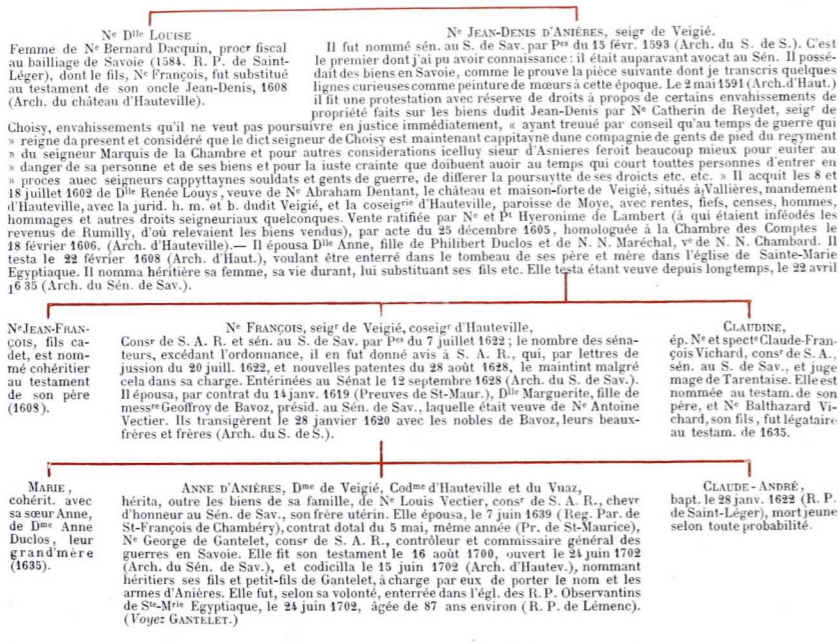 Nᵉ Dˡˡᵉ LOUISE
Femme de Nᵉ Bernard Dacquin, procʳ fiscal
au bailliage de Savoie (1584. R. P. de Saint-
Léger), dont le fils, Nᵉ François, fut substitué
au testament de son oncle Jean-Denis, 1608
(Arch. du château d'Hauteville).
Nᵉ JEAN-DENIS D'ANIÈRES, seigʳ de Veigié.
Il fut nommé sén. au S. de Sav. par Pᵉˢ du 15 févr. 1593 (Arch. du S. de S.). C'est
le premier dont j'ai pu avoir connaissance : il était auparavant avocat au Sén. Il possé-
dait des biens en Savoie, comme le prouve la pièce suivante dont je transcris quelques
lignes curieuses comme peinture de mœurs à cette époque. Le 2 mai 1591 (Arch. d'Haut.)
il fit une protestation avec réserve de droits à propos de certains envahissements de
propriété faits sur les biens dudit Jean-Denis par Nᵉ Catherin de Reydet, seigʳ de
Choisy, envahissements qu'il ne veut pas poursuivre en justice immédiatement, « ayant treuué par conseil qu'au temps de guerre qui
» reigne da present et considéré que le dict seigneur de Choisy est maintenant cappitayne dune compagnie de gents de pied du regyment
» du seigneur Marquis de la Chambre et pour autres considerations icelluy sieur d'Asnieres feroit beaucoup mieux pour euiter au
» danger de sa personne et de ses biens et pour la iuste crainte que doibuent auoir au temps qui court touttes personnes d'entrer en
» proces auec seigneurs cappyttaynes souldats et gents de guerre, de differer la poursuytte de ses droicts etc. etc. » Il acquit les 8 et
18 juillet 1602 de Dˡˡᵉ Renée Louys, veuve de Nᵉ Abraham Dentant, le château et maison-forte de Veigié, situés à Vallières, mandement
d'Hauteville, avec la jurid. h. m. et b. dudit Veigié, et la coseigʳⁱᵉ d'Hauteville, paroisse de Moye, avec rentes, fiefs, censes, hommes,
hommages et autres droits seigneuriaux quelconques. Vente ratifiée par Nᵉ et Pᵗ Hyeronime de Lambert (à qui étaient inféodés les
revenus de Rumilly, d'où relevaient les biens vendus), par acte du 25 décembre 1605, homologuée à la Chambre des Comptes le
18 février 1606. (Arch. d'Hauteville).— Il épousa Dˡˡᵉ Anne, fille de Philibert Duclos et de N. N. Maréchal, vᵉ de N. N. Chambard. Il
testa le 22 février 1608 (Arch. d'Haut.), voulant être enterré dans le tombeau de ses père et mère dans l'église de Sainte-Marie
Egyptiaque. Il nomma héritière sa femme, sa vie durant, lui substituant ses fils etc. Elle testa étant veuve depuis longtemps, le 22 avril
1635 (Arch. du Sén. de Sav.).
Nᵉ JEAN-FRAN-
çOIS, fils ca-
det, est nom-
mé cohéritier
au testament
de son père
(1608).
Nᵉ FRANÇOIS, seigʳ de Veigié, coseigʳ d'Hauteville,
Consʳ de S. A. R. et sén. au S. de Sav. par Pᵉˢ du 7 juillet 1622 ; le nombre des séna-
teurs, excédant l'ordonnance, il en fut donné avis à S. A. R., qui, par lettres de
jussion du 20 juill. 1622, et nouvelles patentes du 28 août 1628, le maintint malgré
cela dans sa charge. Entérinées au Sénat le 12 septembre 1628 (Arch. du S. de Sav.).
Il épousa, par contrat du 14 janv. 1619 (Preuves de St-Maur.), Dˡˡᵉ Marguerite, fille de
messʳᵉ Geoffroy de Bavoz, présid. au Sén. de Sav., laquelle était veuve de Nᵉ Antoine
Vectier. Ils transigèrent le 28 janvier 1620 avec les nobles de Bavoz, leurs beaux-
frères et frères (Arch. du S. de S.).
CLAUDINE,
ép. Nᵉ et spectᵉ Claude-Fran-
çois Vichard, consʳ de S. A.,
sén. au S. de Sav., et juge
mage de Tarentaise. Elle est
nommée au testam. de son
père, et Nᵉ Balthazard Vi-
chard, son fils, fut légataire
au testam. de 1635.
MARIE,
cohérit. avec
sa sœur Anne,
de Dᵐᵉ Anne
Duclos, leur
grand'mère
(1635).
ANNE D'ANIÈRES, Dᵐᵉ de Veigié, Codᵐᵉ d'Hauteville et du Vuaz,
hérita, outre les biens de sa famille, de Nᵉ Louis Vectier, consʳ de S. A. R., chevʳ
d'honneur au Sén. de Sav., son frère utérin. Elle épousa, le 7 juin 1639 (Reg. Par. de
St-François de Chambéry), contrat dotal du 5 mai, même année (Pr. de St-Maurice),
Nᵉ George de Gantelet, consʳ de S. A. R., contrôleur et commissaire général des
guerres en Savoie. Elle fit son testament le 16 août 1700, ouvert le 24 juin 1702
(Arch. du Sén. de Sav.), et codicilla le 15 juin 1702 (Arch. d'Hautev.), nommant
héritiers ses fils et petit-fils de Gantelet, à charge par eux de porter le nom et les
armes d'Anières. Elle fut, selon sa volonté, enterrée dans l'égl. des R. P. Observantins
de Sᵗᵉ-Mʳⁱᵉ Egyptiaque, le 24 juin 1702, âgée de 87 ans environ (R. P. de Lémenc).
(Voyez GANTELET.)
CLAUDE-ANDRÉ,
bapt. le 28 janv. 1622 (R. P.
de Saint-Léger), mort jeune
selon toute probabilité.